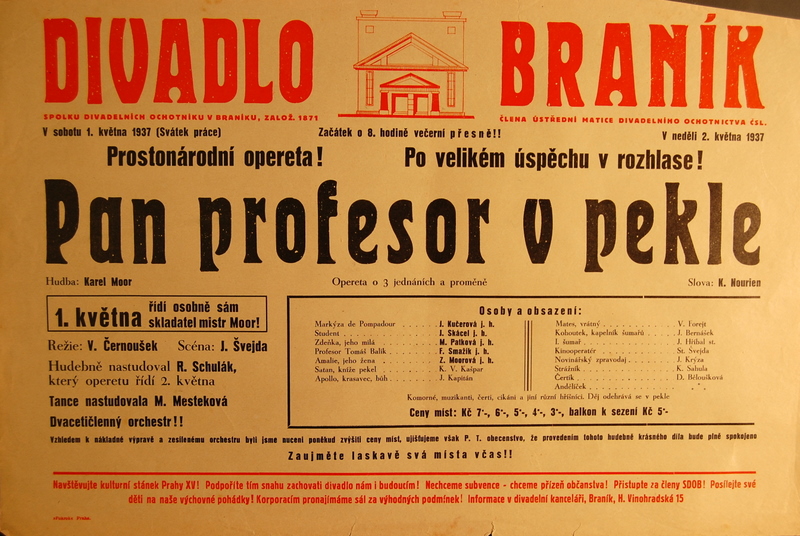 DIVADLO BRANÍK
SPOLKU DIVADELNÍCH OCHOTNÍKU V BRANÍKU, ZALOŽ. 1871
ČLENA ÚSTŘEDNÍ MATICE DIVADELNÍHO OCHOTNICTVA ČSL.
V sobotu 1. května 1937 (Svátek práce)
Začátek o 8. hodině večerní přesně!!
V neděli 2. května 1937
Prostonárodní opereta!
Po velikém úspěchu v rozhlase!
Pan profesor v pekle
Hudba: Karel Moor
Opereta o 3 jednáních a proměně
Slova: K. Nourien
1. května řídí osobně sám
skladatel mistr Moor!
Režie: V. Černoušek Scéna: J. Švejda
Hudebně nastudoval R. Schulák,
který operetu řídí 2. května
Tance nastudovala M. Mesteková
Dvacetičlenný orchestr!!
Osoby a obsazení:
Markýza de Pompadour . . . . . J. Kučerová j. h.
Student . . . . . J. Skácel j. h.
Zdeňka, jeho milá . . . . . M. Patková j. h.
Profesor Tomáš Balík . . . . . F. Smažík j. h.
Amalie, jeho žena . . . . . Z. Moorová j. h.
Satan, kníže pekel . . . . . K. V. Kašpar
Apollo, krasavec, bůh . . . . . J. Kapitán
Mates, vrátný . . . . . V. Forejt
Kohoutek, kapelník šumařů . . . . . J. Bernášek
I. šumař . . . . . J. Hřihal st.
Kinooperatér . . . . . St. Švejda
Novinářský zpravodaj . . . . . J. Krýza
Strážník . . . . . K. Sahula
Čertík . . . . . D. Běloušková
Andělíček . . . . . * * *
Komorné, muzikanti, čerti, cikáni a jiní různí hříšníci. Děj odehrává se v pekle
Ceny míst: Kč 7·-, 6·-, 5·-, 4·-, 3·-, balkon k sezení Kč 5·-
Vzhledem k nákladné výpravě a zesílenému orchestru byli jsme nuceni poněkud zvýšiti ceny míst, ujišťujeme však P. T. obecenstvo, že provedením tohoto hudebně krásného díla bude plně spokojeno
Zaujměte laskavě svá místa včas!!
Navštěvujte kulturní stánek Prahy XV! Podpoříte tím snahu zachovati divadlo nám i budoucím! Nechceme subvence - chceme přízeň občanstva! Přistupte za členy SDOB! Posílejte své
děti na naše výchovné pohádky! Korporacím pronajímáme sál za výhodných podmínek! Informace v divadelní kanceláři, Braník, H. Vinohradská 15